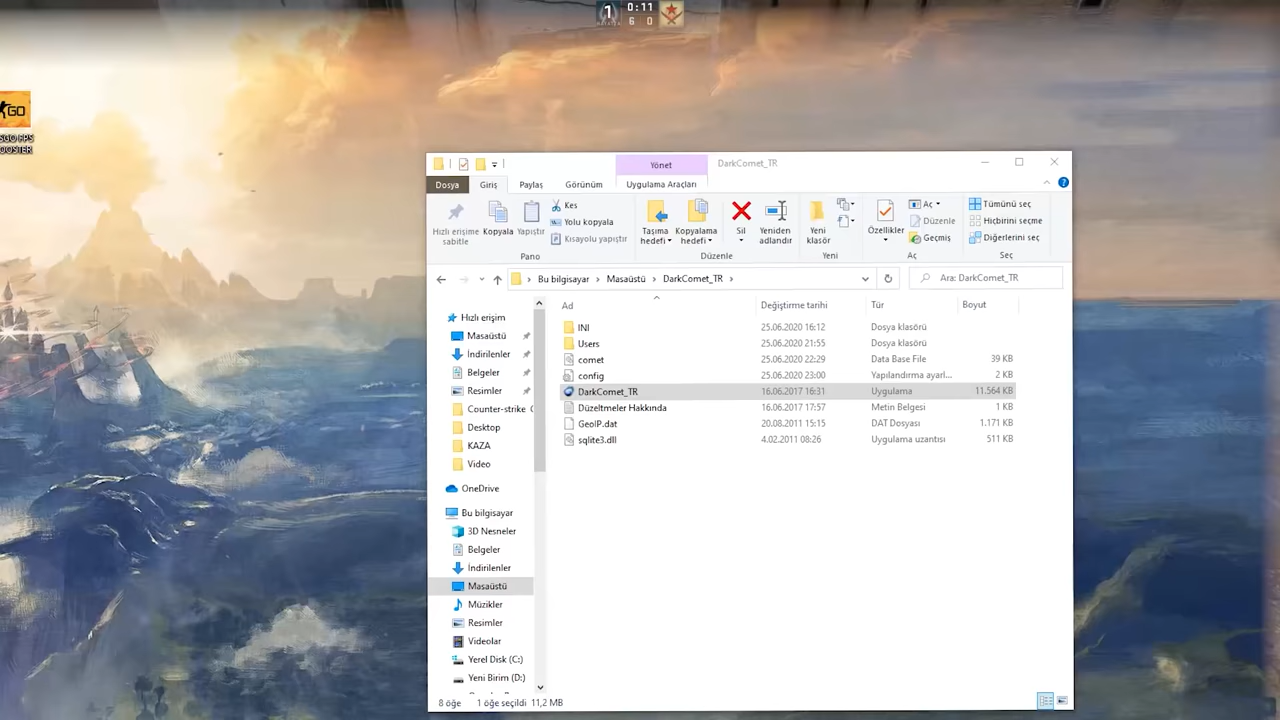 1 0:11
6 0
GO
SGO FPS
OOSTER
Yönet DarkComet_TR
Dosya Giriş Paylaş Görünüm Uygulama Araçları
Hızlı erişime sabitle
Kopyala
Yapıştır
Kes
Yolu kopyala
Kısayolu yapıştır
Taşıma hedefi
Kopyalama hedefi
Sil
Yeniden adlandır
Yeni klasör
Özellikler
Aç
Düzenle
Geçmiş
Tümünü seç
Hiçbirini seçme
Diğerlerini seç
Pano Düzenle Yeni Aç Seç
Bu bilgisayar Masaüstü DarkComet_TR Ara: DarkComet_TR
Ad Değiştirme tarihi Tür Boyut
INI 25.06.2020 16:12 Dosya klasörü
Users 25.06.2020 21:55 Dosya klasörü
comet 25.06.2020 22:29 Data Base File 39 KB
config 25.06.2020 23:00 Yapılandırma ayarl... 2 KB
DarkComet_TR 16.06.2017 16:31 Uygulama 11.564 KB
Düzeltmeler Hakkında 16.06.2017 17:57 Metin Belgesi 1 KB
GeoIP.dat 20.08.2011 15:15 DAT Dosyası 1.171 KB
sqlite3.dll 4.02.2011 08:26 Uygulama uzantısı 511 KB
Hızlı erişim
Masaüstü
İndirilenler
Belgeler
Resimler
Counter-strike
Desktop
KAZA
Video
OneDrive
Bu bilgisayar
3D Nesneler
Belgeler
İndirilenler
Masaüstü
Müzikler
Resimler
Videolar
Yerel Disk (C:)
Yeni Birim (D:)
8 öğe 1 öğe seçildi 11,2 MB